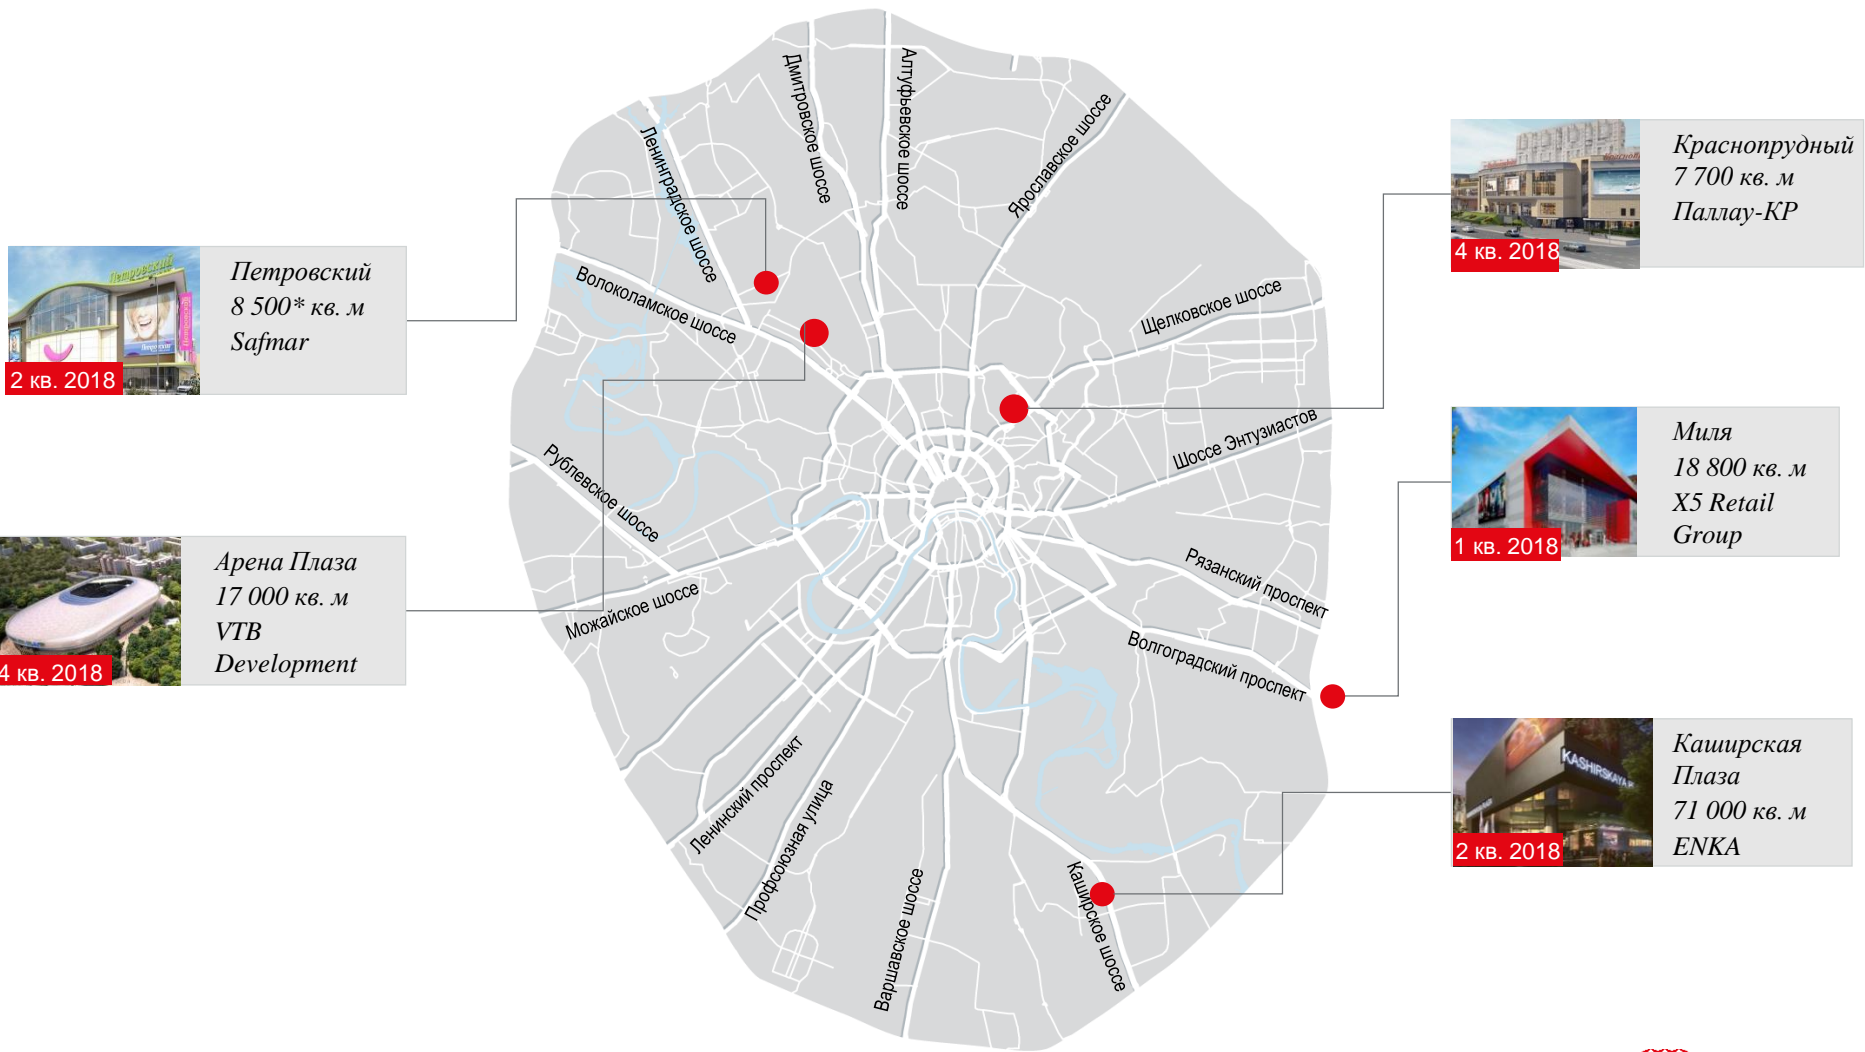 Петровский
8 500* кв. м
Safmar
Петровский
2 кв. 2018
Арена Плаза
17 000 кв. м
VTB
Development
4 кв. 2018
Дмитровское шоссе
Алтуфьевское шоссе
Ленинградское шоссе
Ярославское шоссе
Волоколамское шоссе
Щелковское шоссе
Шоссе Энтузиастов
Рублевское шоссе
Можайское шоссе
Рязанский проспект
Волгоградский проспект
Ленинский проспект
Профсоюзная улица
Варшавское шоссе
Каширское шоссе
Краснопрудный
7 700 кв. м
Паллау-КР
4 кв. 2018
Миля
18 800 кв. м
X5 Retail
Group
1 кв. 2018
Каширская
Плаза
71 000 кв. м
ENKA
KASHIRSKAYA
2 кв. 2018